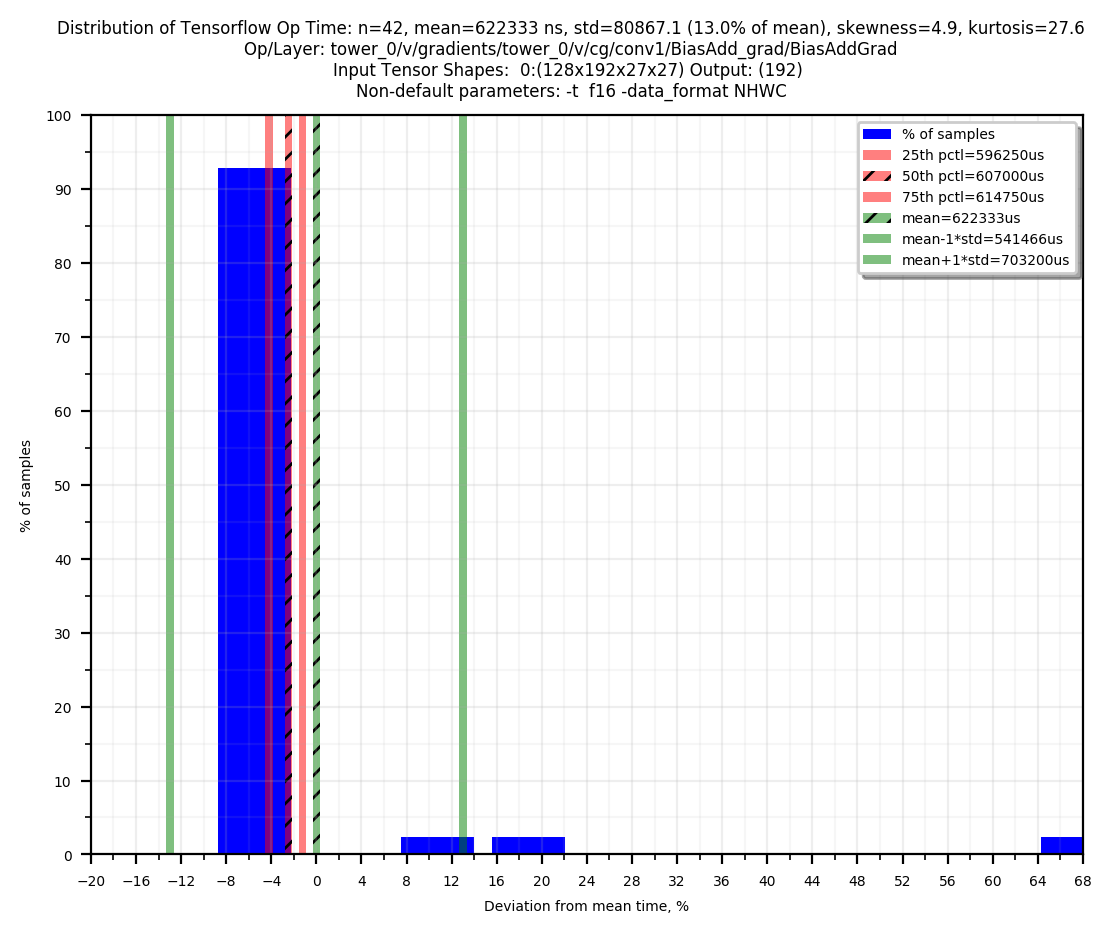 Distribution of Tensorflow Op Time: n=42, mean=622333 ns, std=80867.1 (13.0% of mean), skewness=4.9, kurtosis=27.6
Op/Layer: tower_0/v/gradients/tower_0/v/cg/conv1/BiasAdd_grad/BiasAddGrad
Input Tensor Shapes:  0:(128x192x27x27) Output: (192)
Non-default parameters: -t  f16 -data_format NHWC
100
90
80
70
60
50
40
30
20
10
0
% of samples
% of samples
25th pctl=596250us
50th pctl=607000us
75th pctl=614750us
mean=622333us
mean-1*std=541466us
mean+1*std=703200us
−20 −16 −12 −8 −4 0 4 8 12 16 20 24 28 32 36 40 44 48 52 56 60 64 68
Deviation from mean time, %